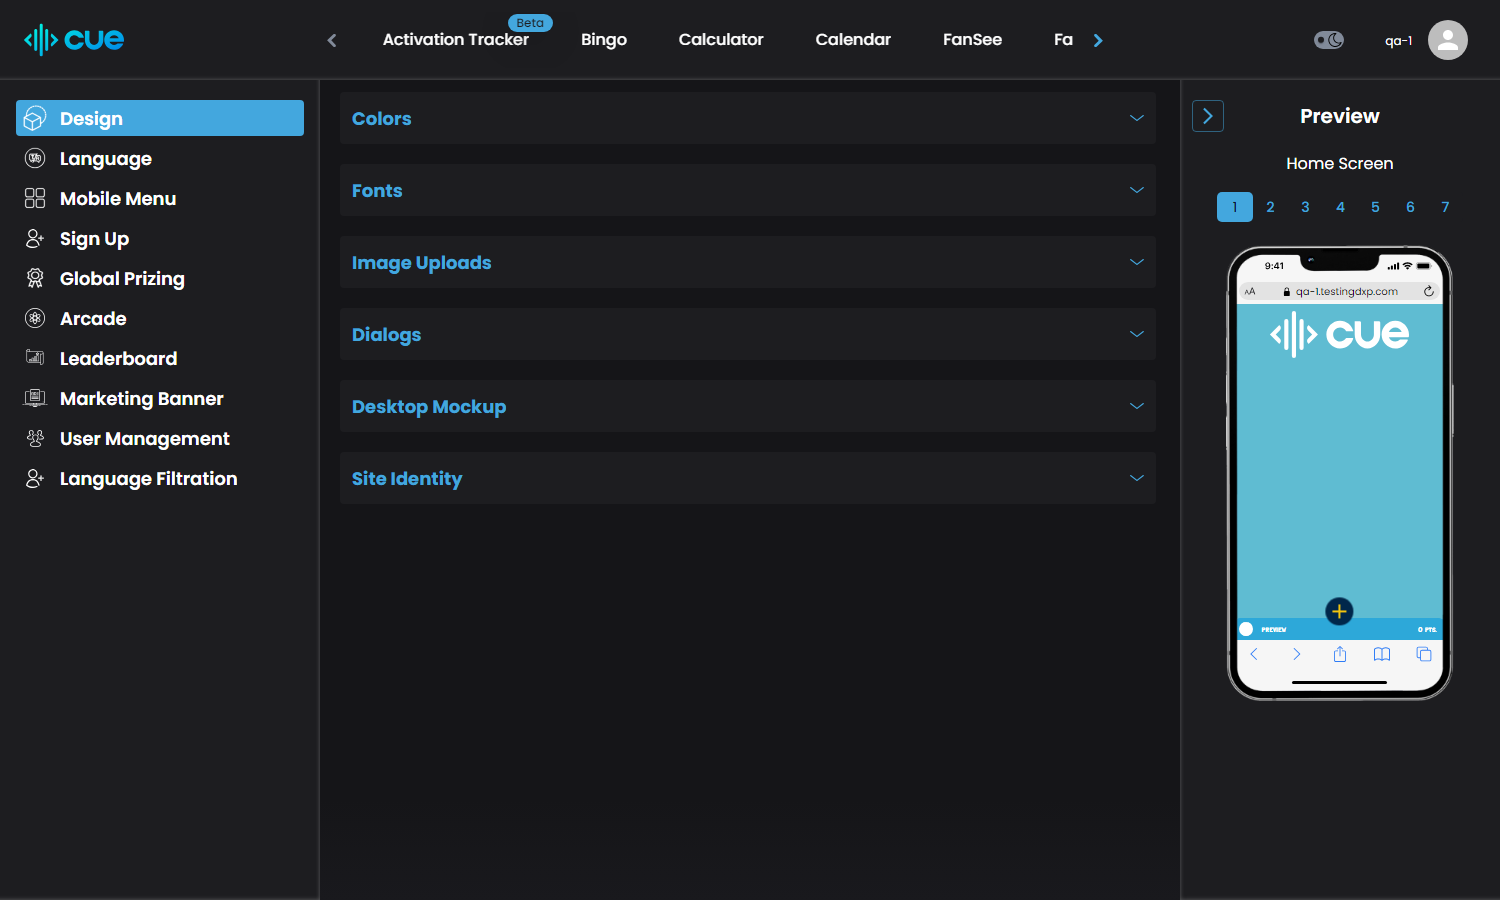 cue
Beta
Activation Tracker
Bingo
Calculator
Calendar
FanSee
Fa
qa-1
Design
Language
Mobile Menu
Sign Up
Global Prizing
Arcade
Leaderboard
Marketing Banner
User Management
Language Filtration
Colors
Fonts
Image Uploads
Dialogs
Desktop Mockup
Site Identity
Preview
Home Screen
1 2 3 4 5 6 7
9:41
AA qa-1.testingdxp.com
cue
PREVIEW 0 PTS.